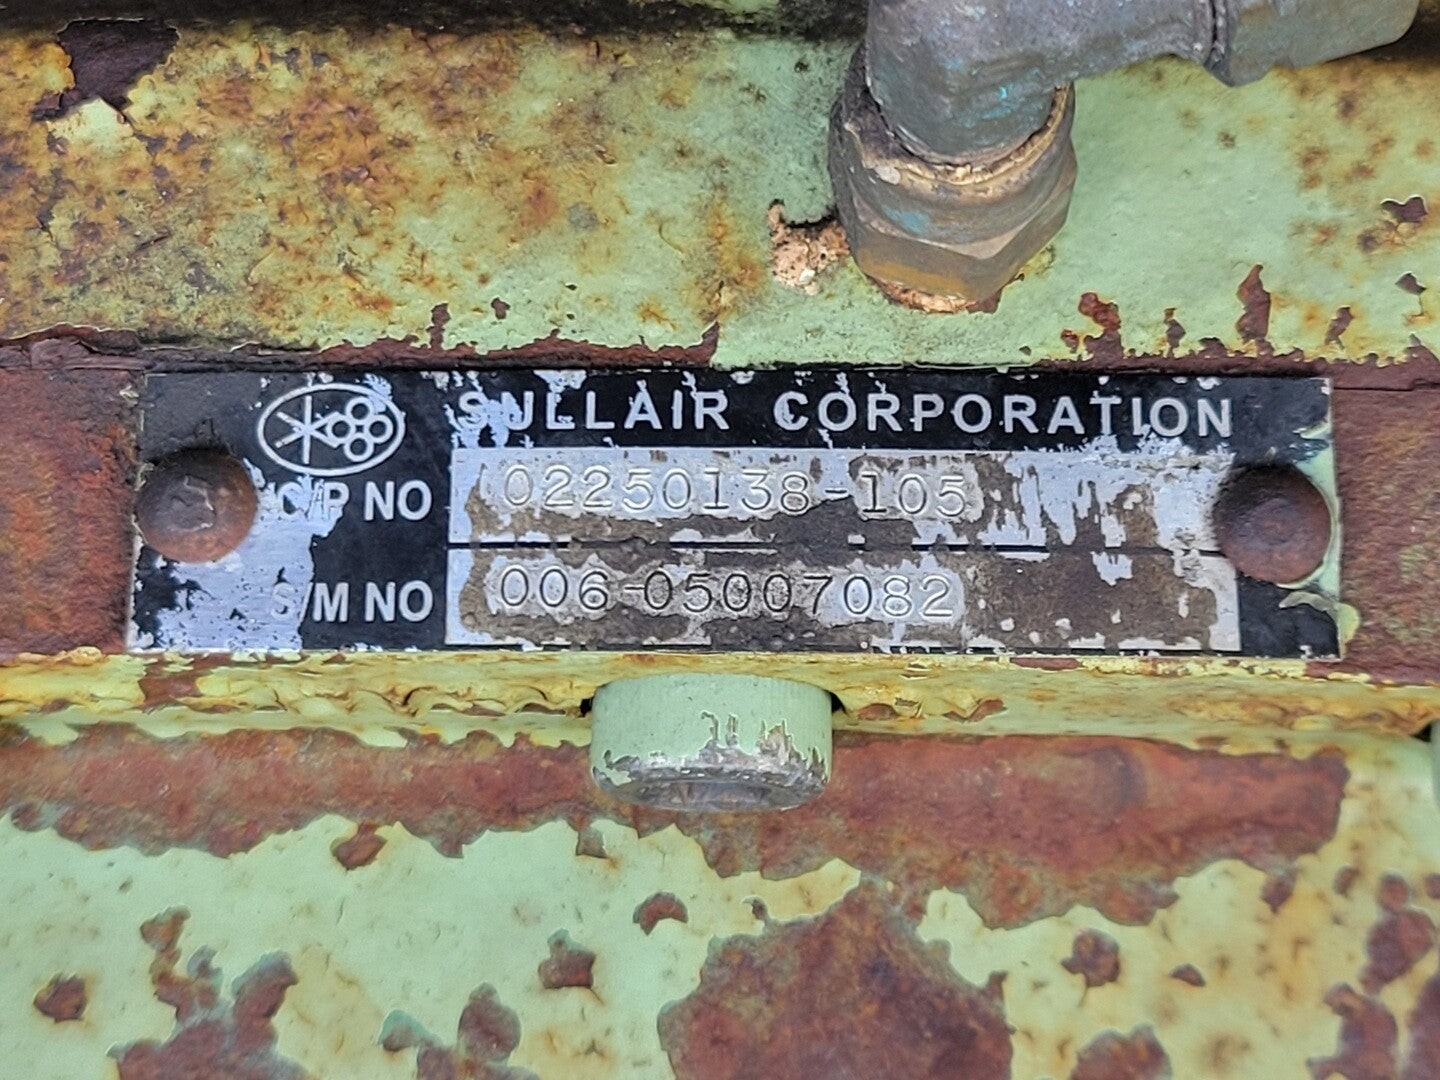 SULLAIR CORPORATION
C/P NO 02250138-105
S/M NO 006-05007082